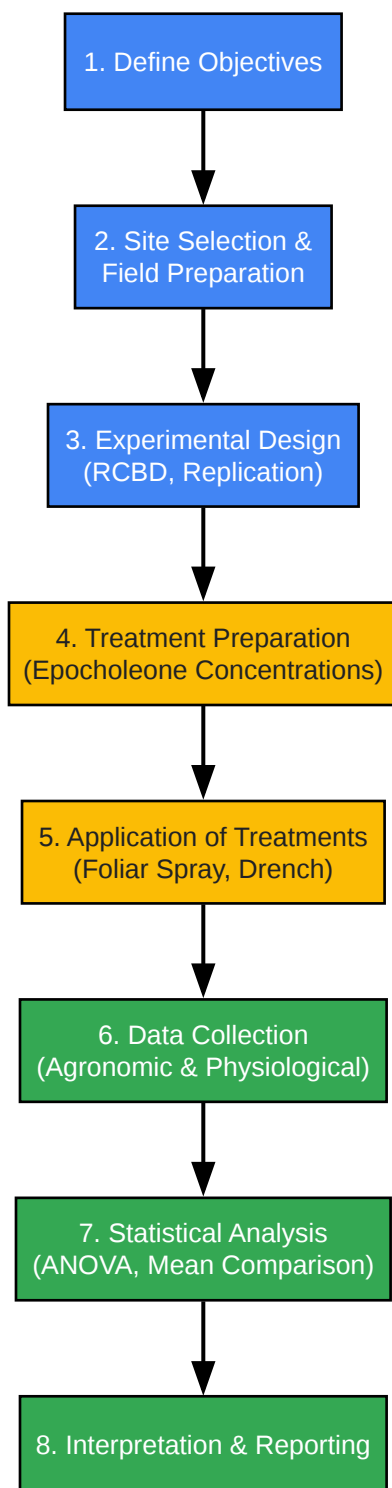 1. Define Objectives
2. Site Selection &
Field Preparation
3. Experimental Design
(RCBD, Replication)
4. Treatment Preparation
(Epocholeone Concentrations)
5. Application of Treatments
(Foliar Spray, Drench)
6. Data Collection
(Agronomic & Physiological)
7. Statistical Analysis
(ANOVA, Mean Comparison)
8. Interpretation & Reporting